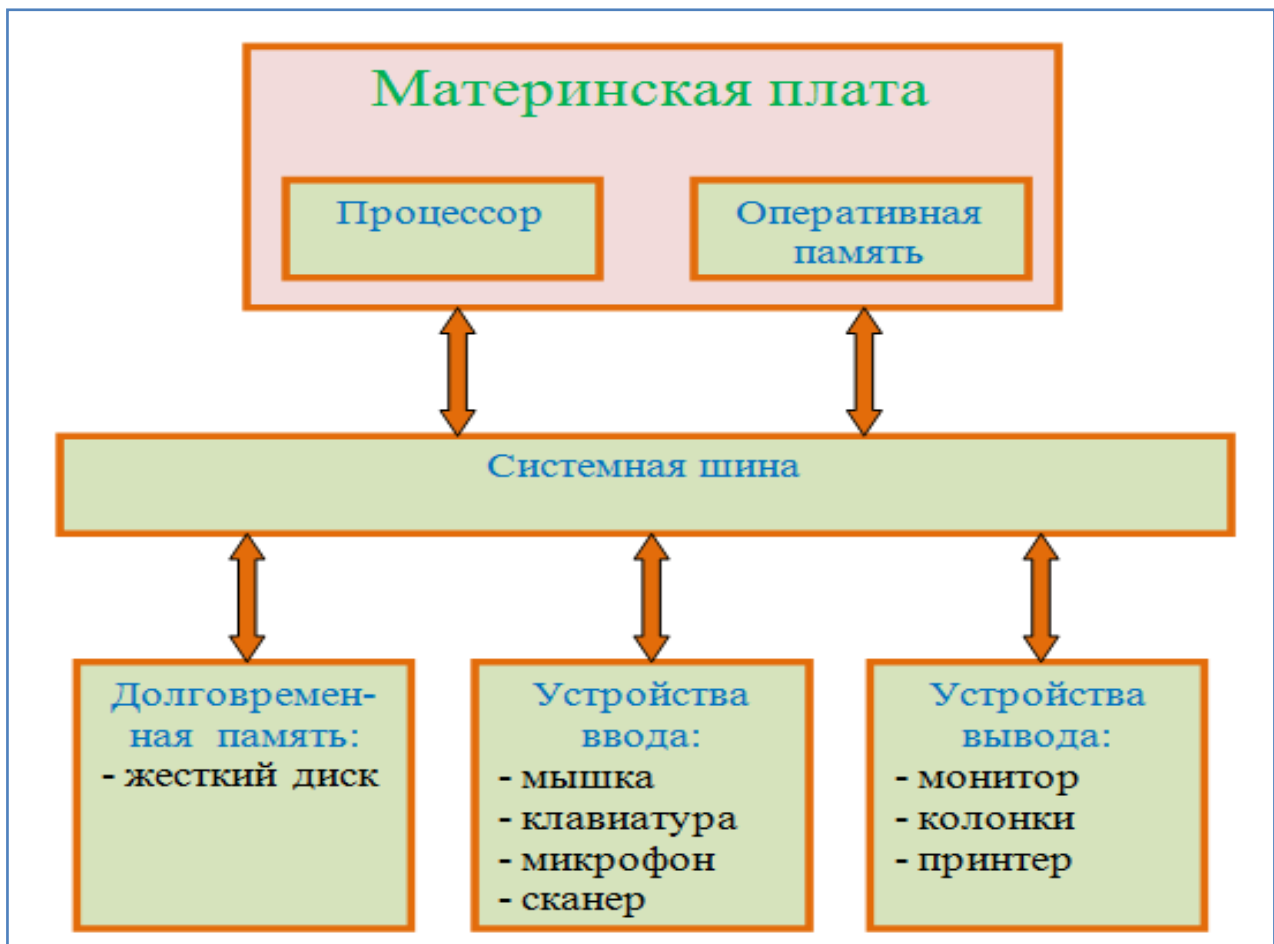 Материнская плата
Процессор
Оперативная
память
Системная шина
Долговремен-
ная память:
- жесткий диск
Устройства
ввода:
- мышка
- клавиатура
- микрофон
- сканер
Устройства
вывода:
- монитор
- колонки
- принтер